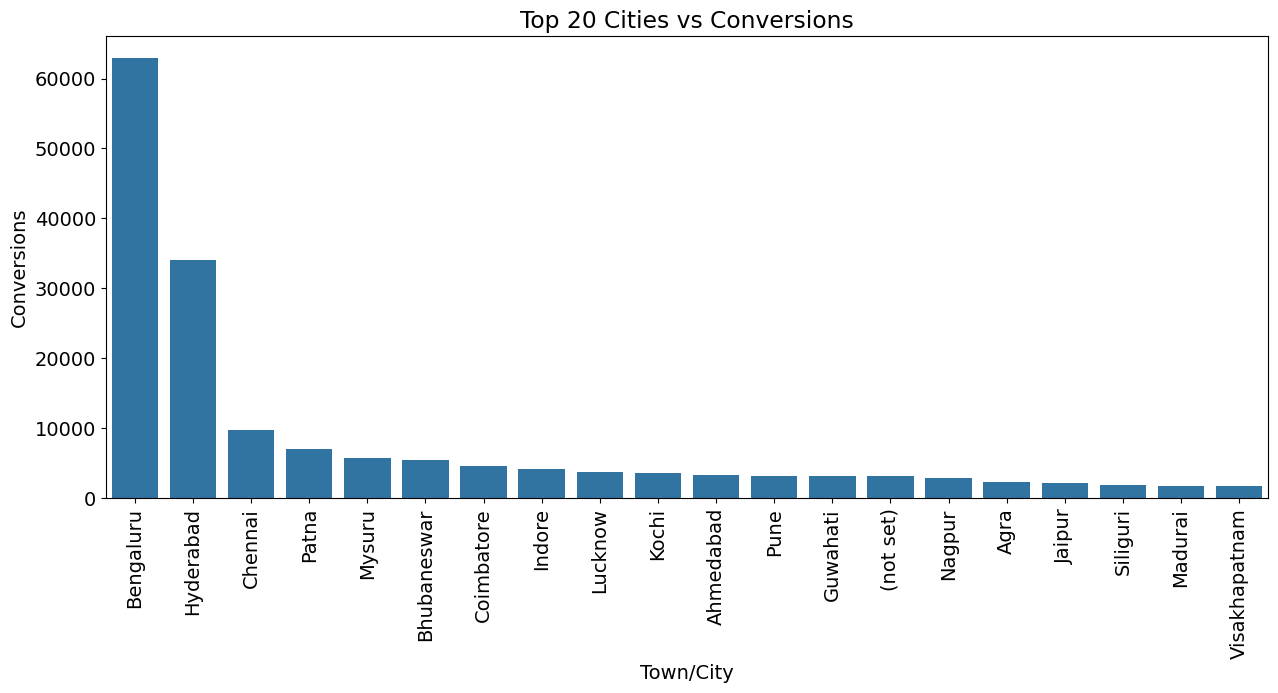 Top 20 Cities vs Conversions
60000
50000
40000
30000
20000
10000
0
Conversions
Bengaluru
Hyderabad
Chennai
Patna
Mysuru
Bhubaneswar
Coimbatore
Indore
Lucknow
Kochi
Ahmedabad
Pune
Guwahati
(not set)
Nagpur
Agra
Jaipur
Siliguri
Madurai
Visakhapatnam
Town/City